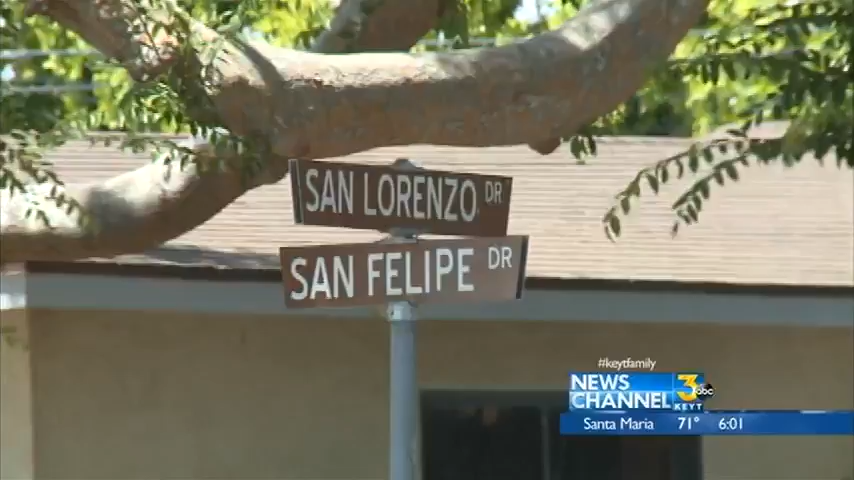 SAN LORENZO DR
SAN FELIPE DR
#keytfamily
NEWS
CHANNEL 3 abc
KEYT
Santa Maria 71° 6:01